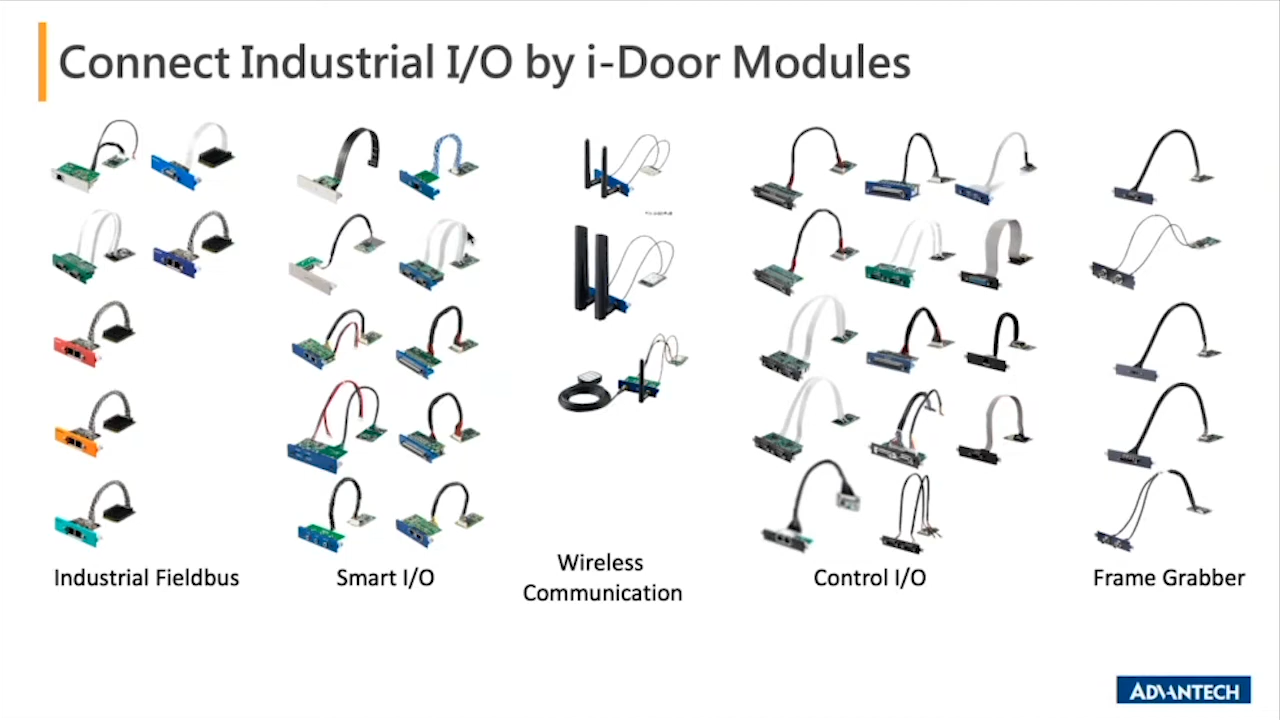 Connect Industrial I/O by i-Door Modules
Industrial Fieldbus
Smart I/O
Wireless
Communication
Control I/O
Frame Grabber
ADVANTECH